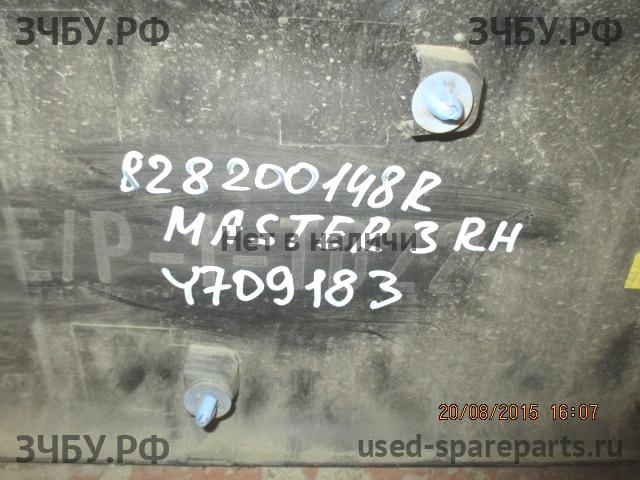 ЗЧБУ.РФ ЗЧБУ.РФ
828200148R
MASTER 3 RH
Нет в наличии
Y709183
20/08/2015 16:07
ЗЧБУ.РФ used-spareparts.ru